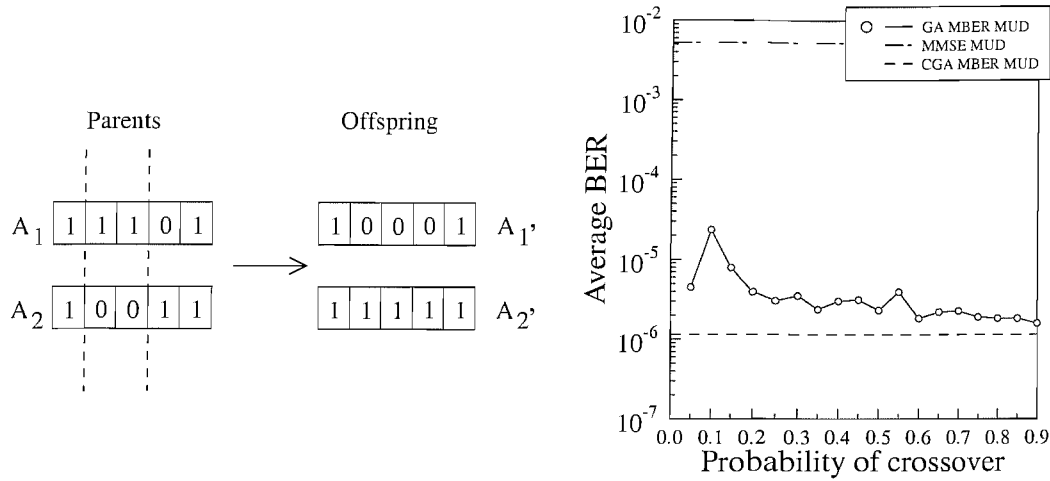 Parents
Offspring
A1 1 1 1 0 1
1 0 0 0 1 A1’
A2 1 0 0 1 1
1 1 1 1 1 A2’
GA MBER MUD
MMSE MUD
CGA MBER MUD
Average BER
10-2
10-3
10-4
10-5
10-6
10-7
0.0 0.1 0.2 0.3 0.4 0.5 0.6 0.7 0.8 0.9
Probability of crossover